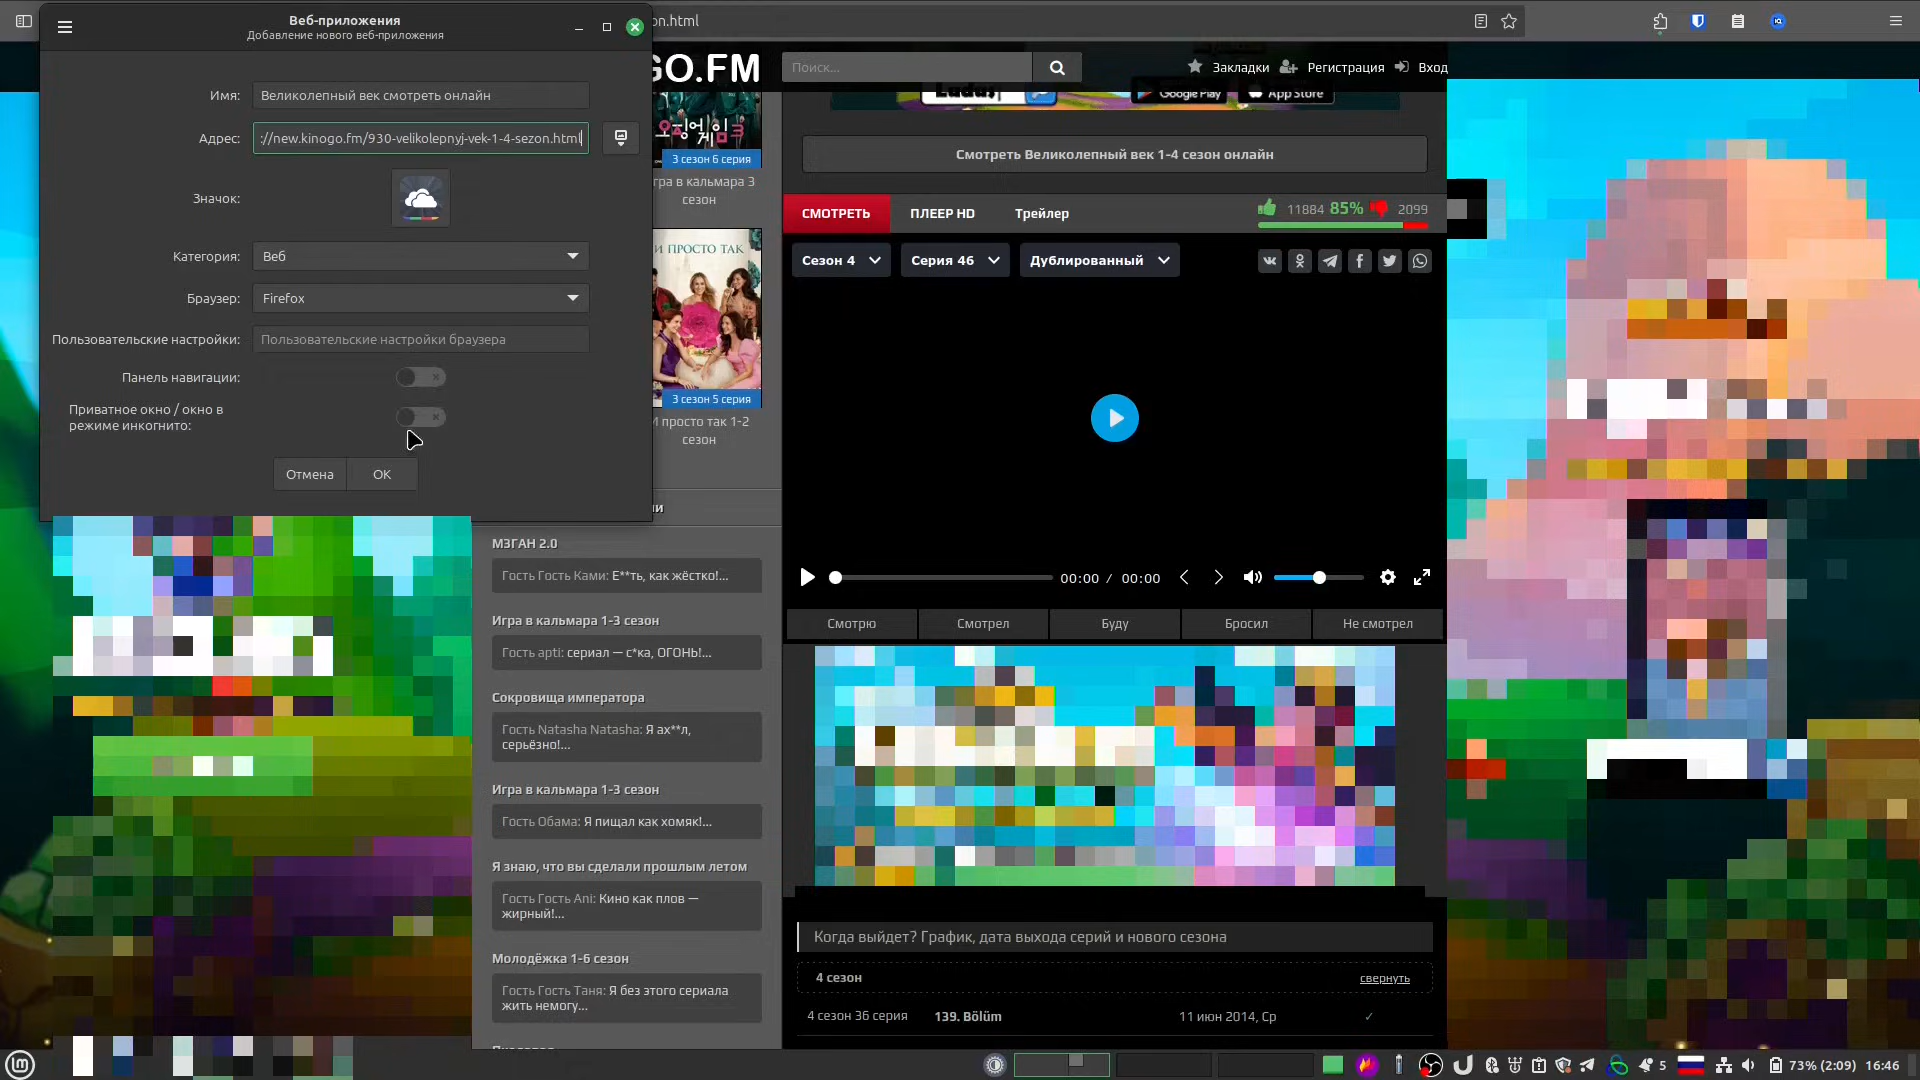 Веб-приложения
Добавление нового веб-приложения
Имя:
Великолепный век смотреть онлайн
Адрес:
://new.kinogo.fm/930-velikolepnyj-vek-1-4-sezon.html
Значок:
Категория:
Веб
Браузер:
Firefox
Пользовательские настройки:
Пользовательские настройки браузера
Панель навигации:
Приватное окно / окно в
режиме инкогнито:
Отмена
OK
on.html
GO.FM
Поиск...
Закладки
Регистрация
Вход
Google Play
App Store
3 сезон 6 серия
гра в кальмара 3
сезон
И ПРОСТО ТАК
3 сезон 5 серия
И просто так 1-2
сезон
ии
МЗГАН 2.0
Гость Гость Ками: Е**ть, как жёстко!...
Игра в кальмара 1-3 сезон
Гость apti: сериал — с*ка, ОГОНЬ!...
Сокровища императора
Гость Natasha Natasha: Я ах**л,
серьёзно!...
Игра в кальмара 1-3 сезон
Гость Обама: Я пищал как хомяк!...
Я знаю, что вы сделали прошлым летом
Гость Гость Ani: Кино как плов —
жирный!...
Молодёжка 1-6 сезон
Гость Гость Таня: Я без этого сериала
жить немогу...
Смотреть Великолепный век 1-4 сезон онлайн
СМОТРЕТЬ
ПЛЕЕР HD
Трейлер
11884 85% 2099
Сезон 4
Серия 46
Дублированный
00:00 / 00:00
Смотрю
Смотрел
Буду
Бросил
Не смотрел
Когда выйдет? График, дата выхода серий и нового сезона
4 сезон
свернуть
4 сезон 36 серия
139. Bölüm
11 июн 2014, Ср
✓
5
73% (2:09)
16:46